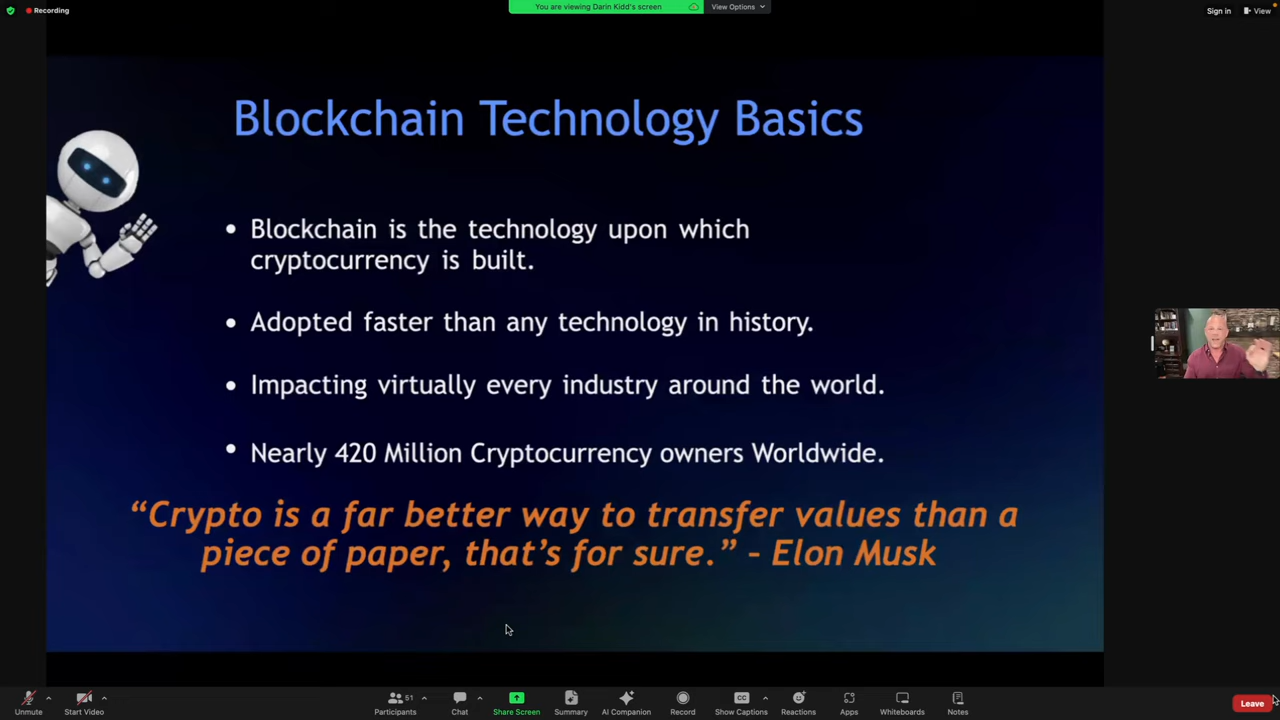 Recording
You are viewing Darin Kidd's screen
View Options
Sign in
View
Blockchain Technology Basics
• Blockchain is the technology upon which
cryptocurrency is built.
• Adopted faster than any technology in history.
• Impacting virtually every industry around the world.
• Nearly 420 Million Cryptocurrency owners Worldwide.
“Crypto is a far better way to transfer values than a
piece of paper, that’s for sure.” – Elon Musk
Unmute
Start Video
51
Participants
Chat
Share Screen
Summary
AI Companion
Record
CC
Show Captions
Reactions
Apps
Whiteboards
Notes
Leave